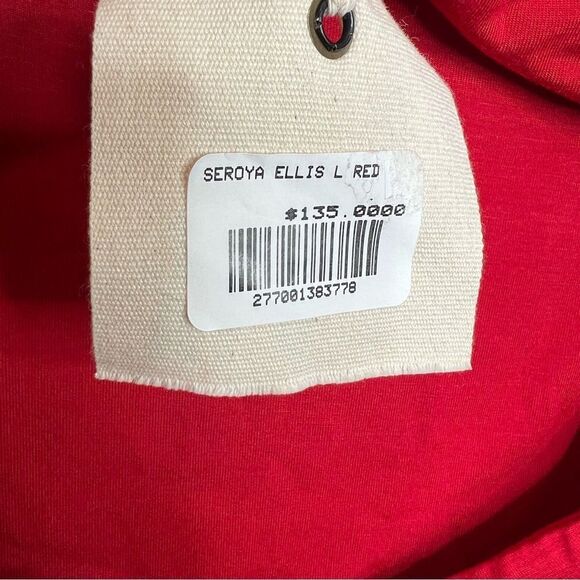 SEROYA ELLIS L RED
$135.0000
277001383778